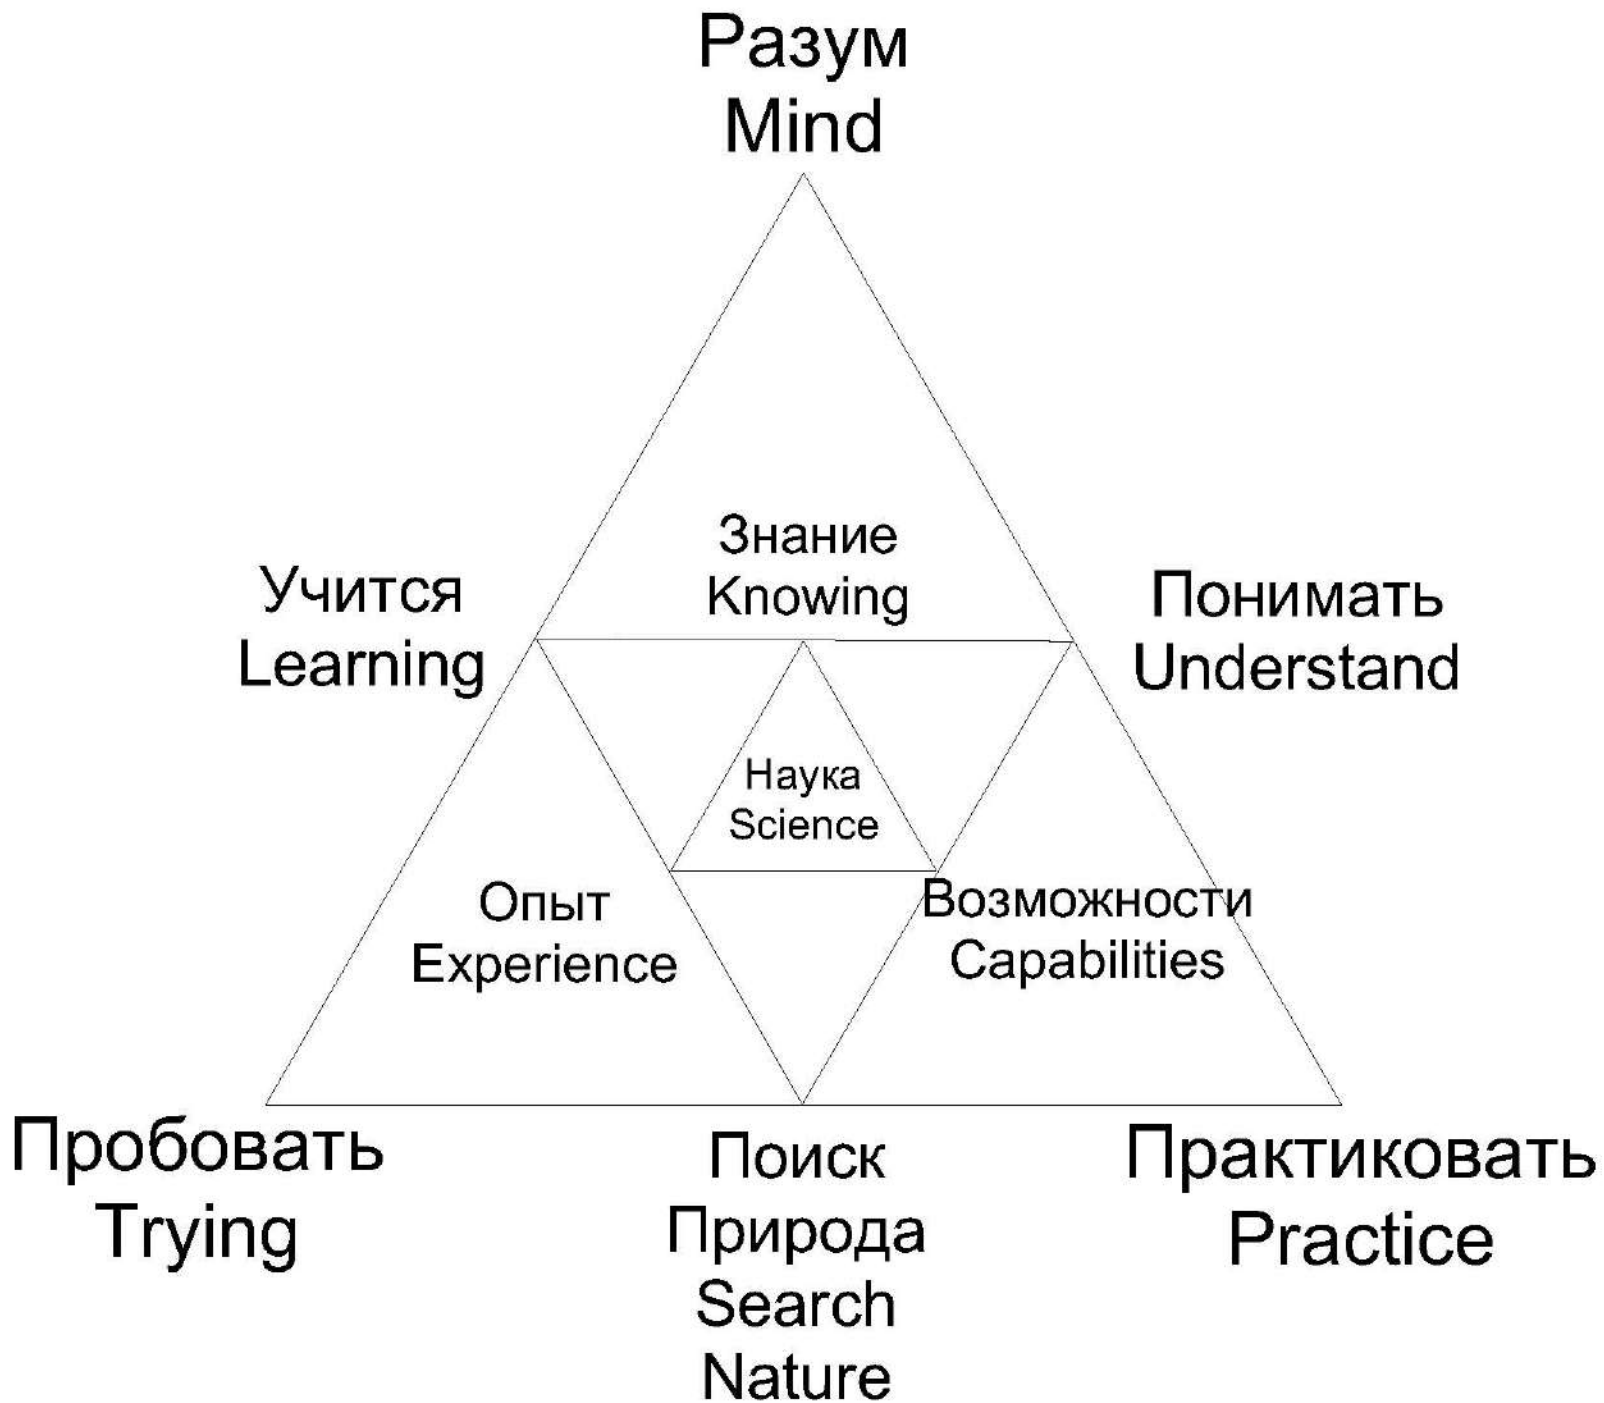 Разум
Mind
Знание
Knowing
Учится
Learning
Понимать
Understand
Наука
Science
Опыт
Experience
Возможности
Capabilities
Пробовать
Trying
Поиск
Природа
Search
Nature
Практиковать
Practice